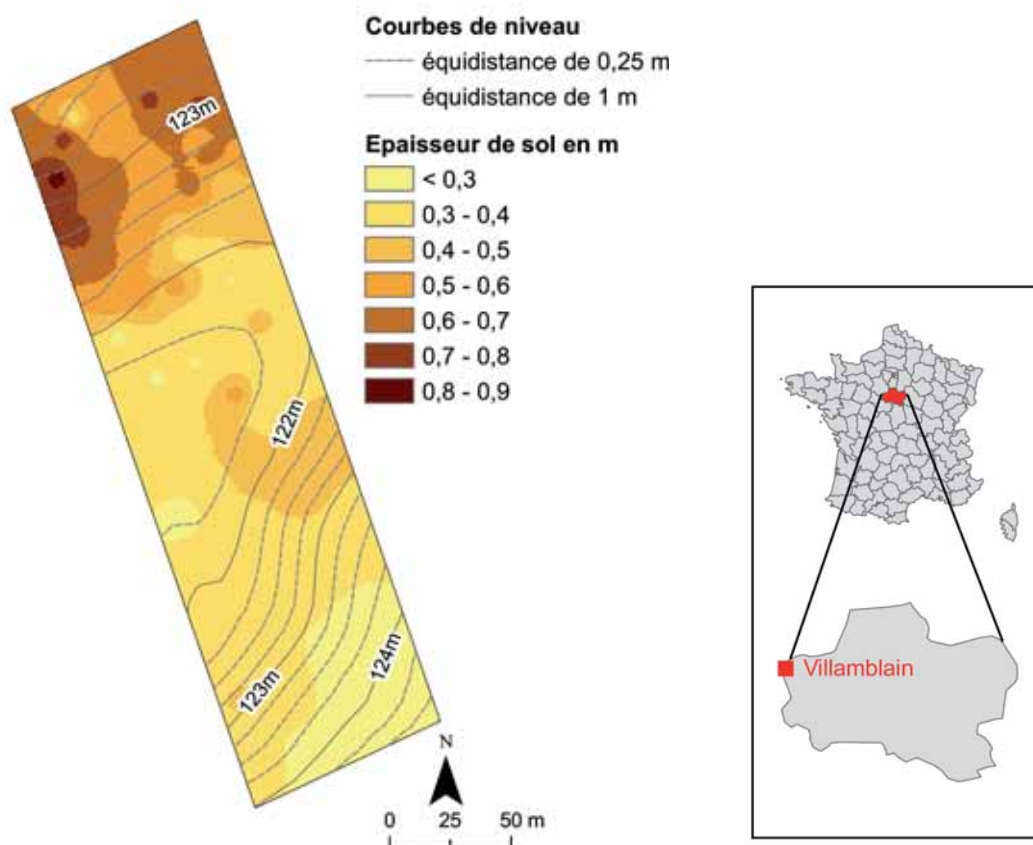 Courbes de niveau
équidistance de 0,25 m
équidistance de 1 m
Epaisseur de sol en m
< 0,3
0,3 - 0,4
0,4 - 0,5
0,5 - 0,6
0,6 - 0,7
0,7 - 0,8
0,8 - 0,9
123m
122m
123m
124m
N
0 25 50 m
Villamblain